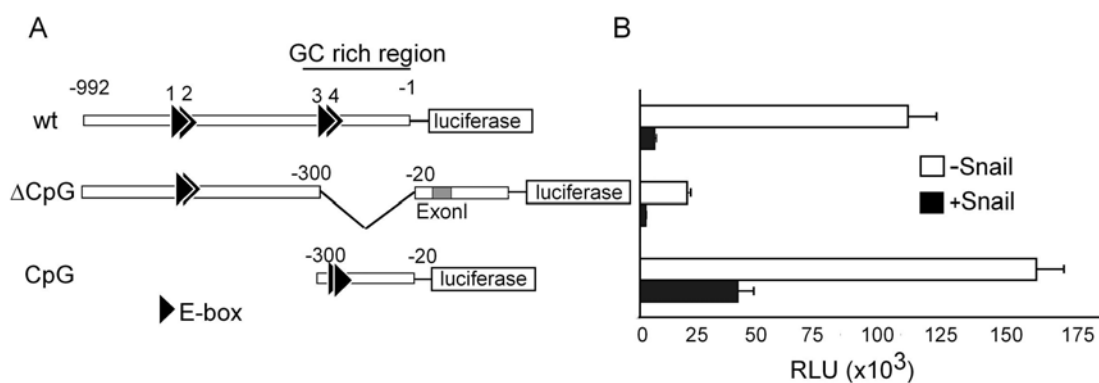 A
B
GC rich region
-992
1 2
3 4
-1
wt
luciferase
-300
-20
ΔCpG
ExonI
luciferase
-300
-20
CpG
luciferase
E-box
-Snail
+Snail
0 25 50 75 100 125 150 175
RLU (x10³)